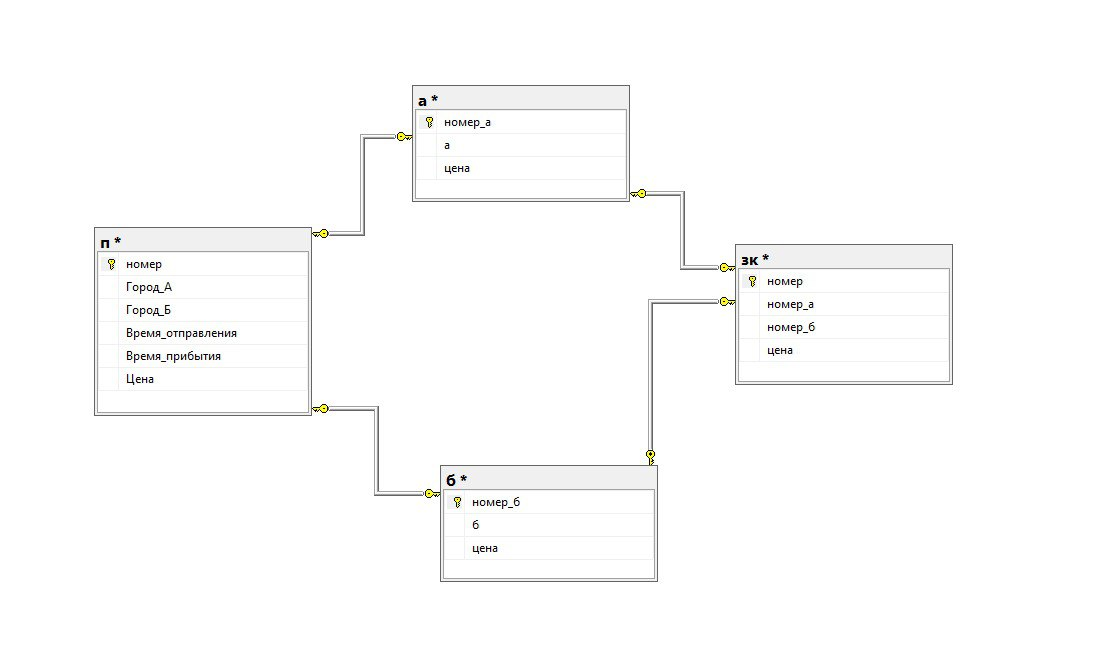 а *
номер_а
а
цена
п *
номер
Город_А
Город_Б
Время_отправления
Время_прибытия
Цена
зк *
номер
номер_а
номер_б
цена
б *
номер_б
б
цена